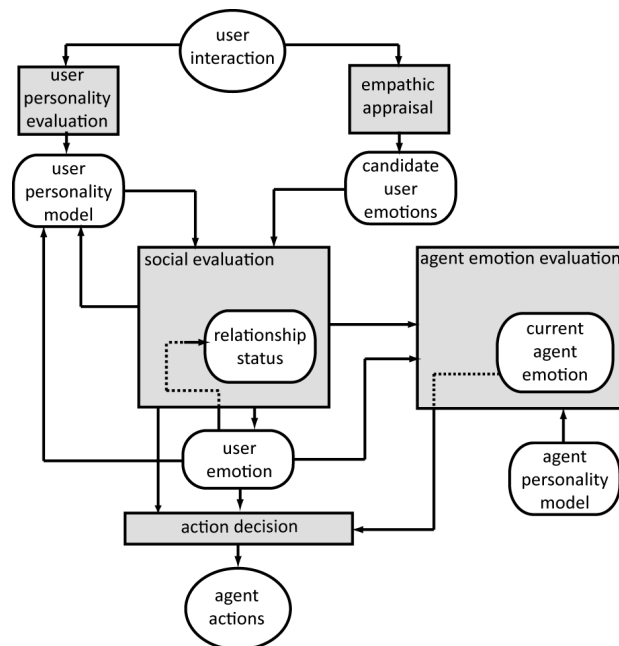 user
interaction
user
personality
evaluation
empathic
appraisal
user
personality
model
candidate
user
emotions
social evaluation
agent emotion evaluation
relationship
status
current
agent
emotion
user
emotion
agent
personality
model
action decision
agent
actions